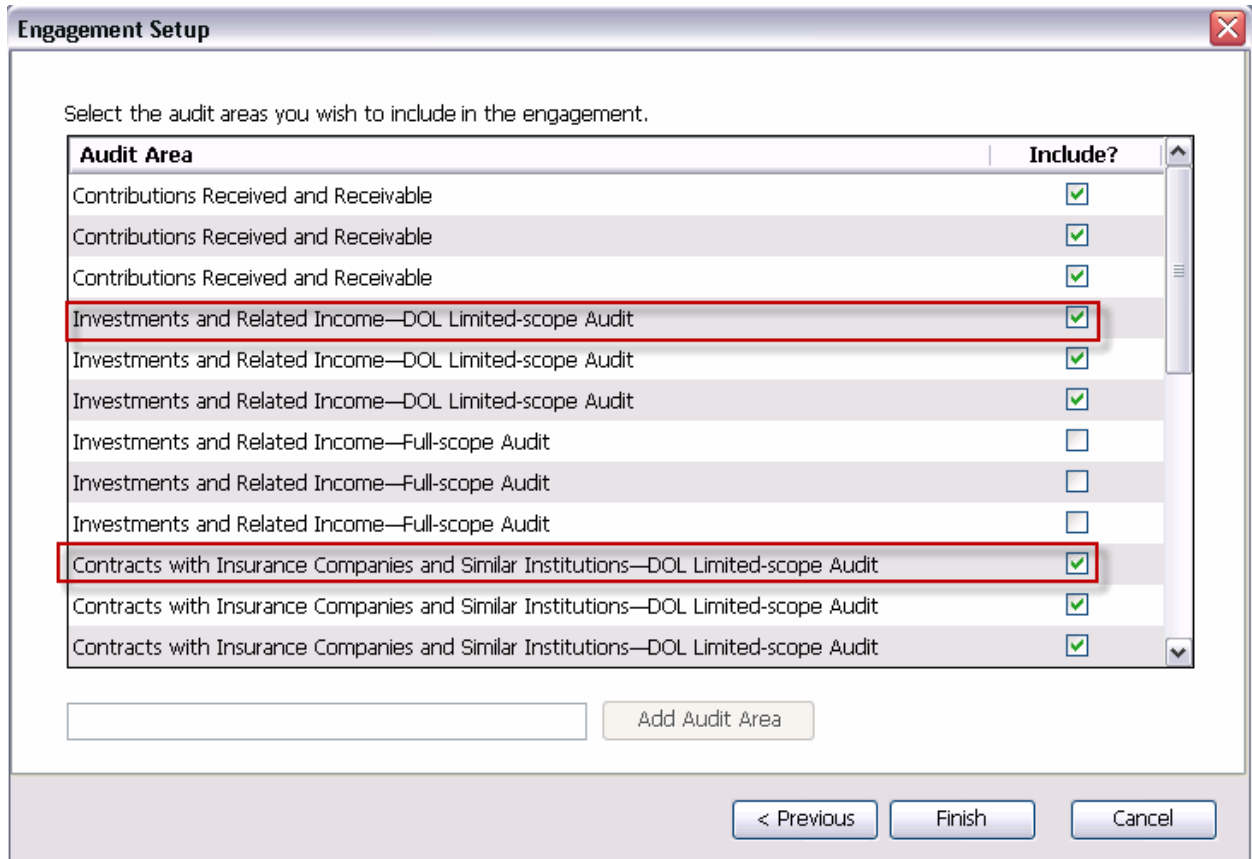 Engagement Setup
Select the audit areas you wish to include in the engagement.
Audit Area Include?
Contributions Received and Receivable
Contributions Received and Receivable
Contributions Received and Receivable
Investments and Related Income—DOL Limited-scope Audit
Investments and Related Income—DOL Limited-scope Audit
Investments and Related Income—DOL Limited-scope Audit
Investments and Related Income—Full-scope Audit
Investments and Related Income—Full-scope Audit
Investments and Related Income—Full-scope Audit
Contracts with Insurance Companies and Similar Institutions—DOL Limited-scope Audit
Contracts with Insurance Companies and Similar Institutions—DOL Limited-scope Audit
Contracts with Insurance Companies and Similar Institutions—DOL Limited-scope Audit
Add Audit Area
< Previous Finish Cancel